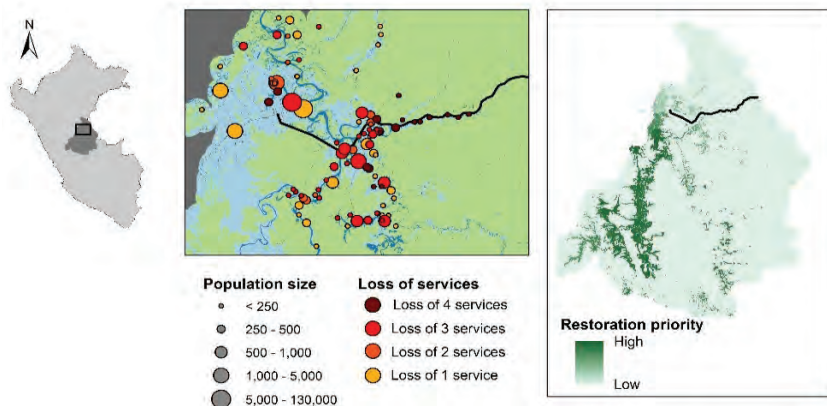 N
Population size
< 250
250 - 500
500 - 1,000
1,000 - 5,000
5,000 - 130,000
Loss of services
Loss of 4 services
Loss of 3 services
Loss of 2 services
Loss of 1 service
Restoration priority
High
Low